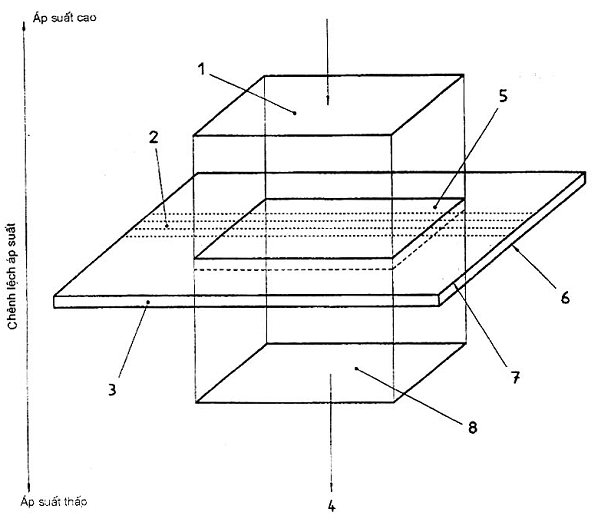 Áp suất cao
1
5
2
Chênh lệch áp suất
6
3
7
8
Áp suất thấp
4